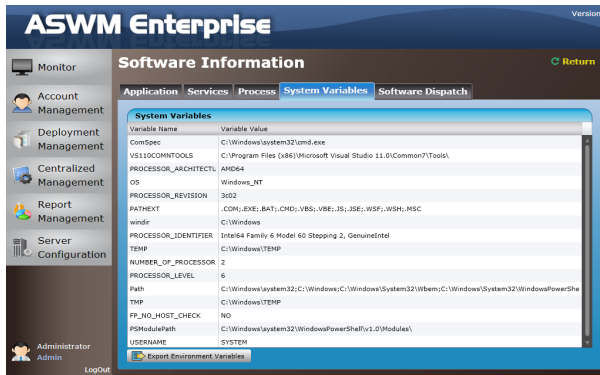 ASWM Enterprise
Version
Monitor
Account Management
Deployment Management
Centralized Management
Report Management
Server Configuration
Administrator
Admin
LogOut
Software Information
Return
Application Services Process System Variables Software Dispatch
System Variables
Variable Name Variable Value
ComSpec C:\Windows\system32\cmd.exe
VS110COMNTOOLS C:\Program Files (x86)\Microsoft Visual Studio 11.0\Common7\Tools\
PROCESSOR_ARCHITECTU AMD64
OS Windows_NT
PROCESSOR_REVISION 3c02
PATHEXT .COM;.EXE;.BAT;.CMD;.VBS;.VBE;.JS;.JSE;.WSF;.WSH;.MSC
windir C:\Windows
PROCESSOR_IDENTIFIER Intel64 Family 6 Model 60 Stepping 2, GenuineIntel
TEMP C:\Windows\TEMP
NUMBER_OF_PROCESSOR 2
PROCESSOR_LEVEL 6
Path C:\Windows\system32;C:\Windows;C:\Windows\System32\Wbem;C:\Windows\System32\WindowsPowerShe
TMP C:\Windows\TEMP
FP_NO_HOST_CHECK NO
PSModulePath C:\Windows\system32\WindowsPowerShell\v1.0\Modules\
USERNAME SYSTEM
Export Environment Variables